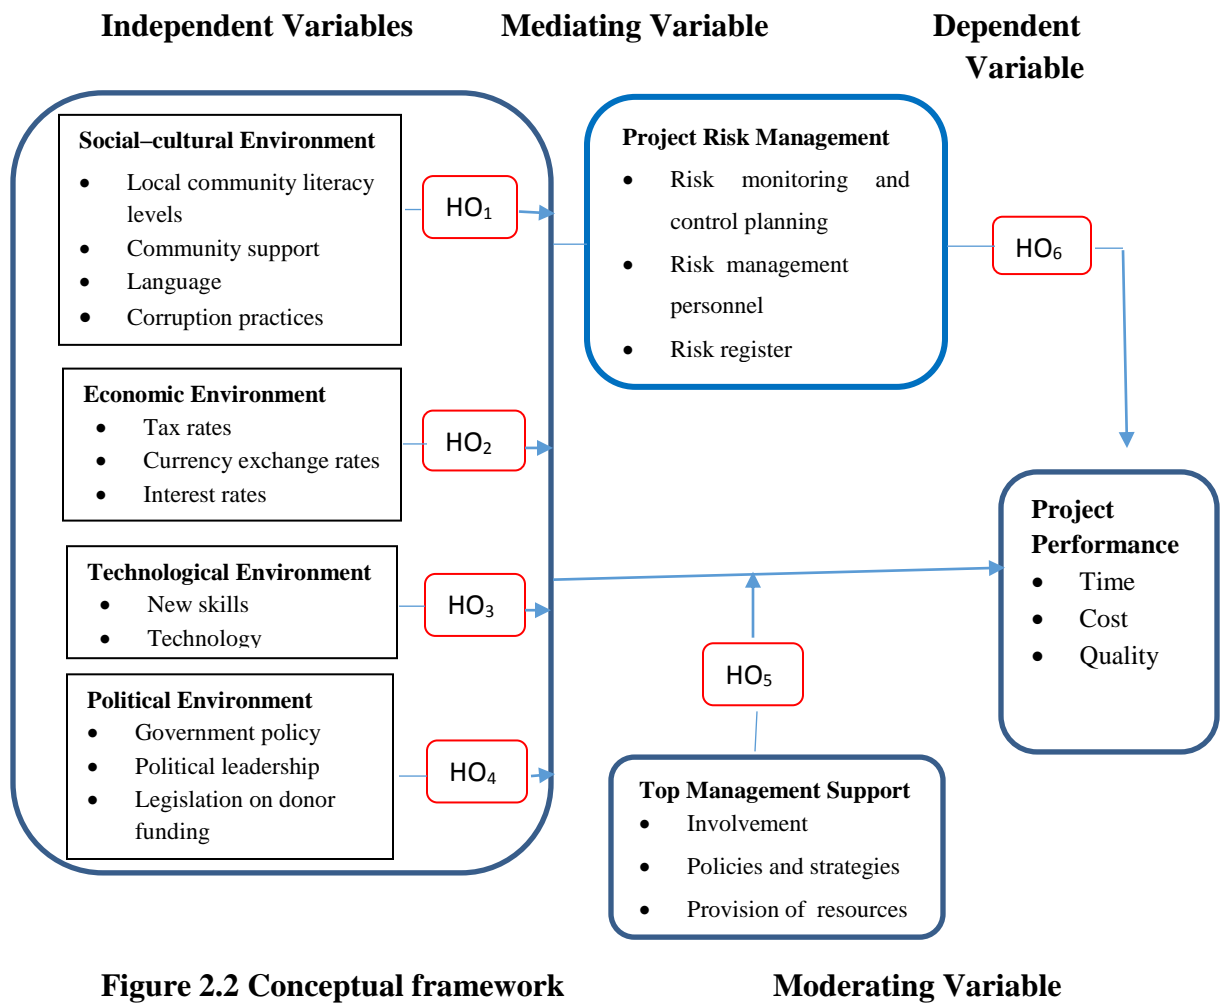 Independent Variables
Mediating Variable
Dependent
Variable
Social–cultural Environment
• Local community literacy
levels
• Community support
• Language
• Corruption practices
HO₁
Economic Environment
• Tax rates
• Currency exchange rates
• Interest rates
HO₂
Technological Environment
• New skills
• Technology
HO₃
Political Environment
• Government policy
• Political leadership
• Legislation on donor
funding
HO₄
Project Risk Management
• Risk monitoring and
control planning
• Risk management
personnel
• Risk register
HO₆
Project
Performance
• Time
• Cost
• Quality
HO₅
Top Management Support
• Involvement
• Policies and strategies
• Provision of resources
Figure 2.2 Conceptual framework
Moderating Variable